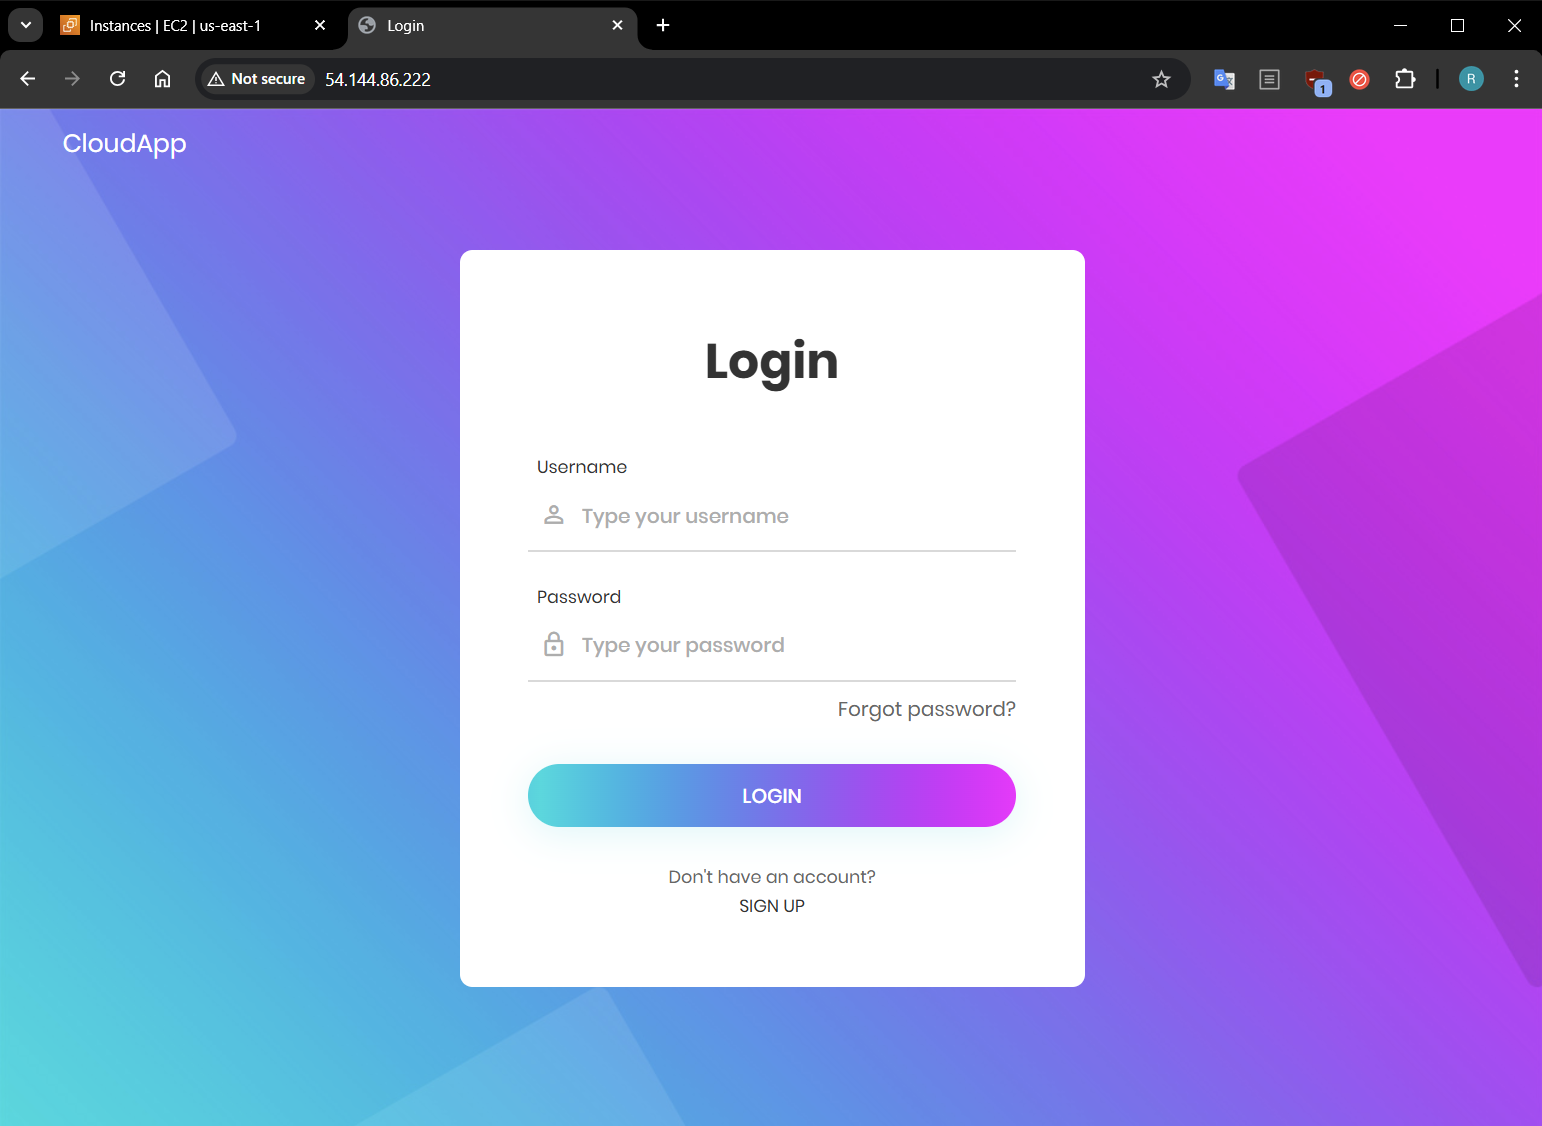 Instances | EC2 | us-east-1
Login
Not secure
54.144.86.222
1
R
CloudApp
Login
Username
Type your username
Password
Type your password
Forgot password?
LOGIN
Don't have an account?
SIGN UP